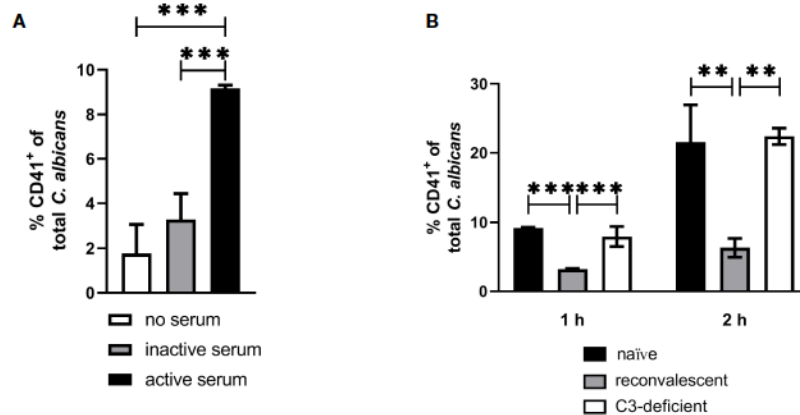 A
***
***
10
8
6
4
2
0
% CD41+ of
total C. albicans
no serum
inactive serum
active serum
B
** **
******
30
20
10
0
% CD41+ of
total C. albicans
1 h 2 h
naïve
reconvalescent
C3-deficient